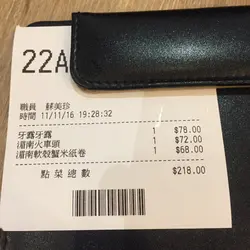 22A
職員 蘇美珍
時間 11/11/16 19:28:32
牙露牙露 1 $78.00
湄南火車頭 1 $72.00
湄南軟殼蟹米紙卷 1 $68.00
點菜總數 $218.00